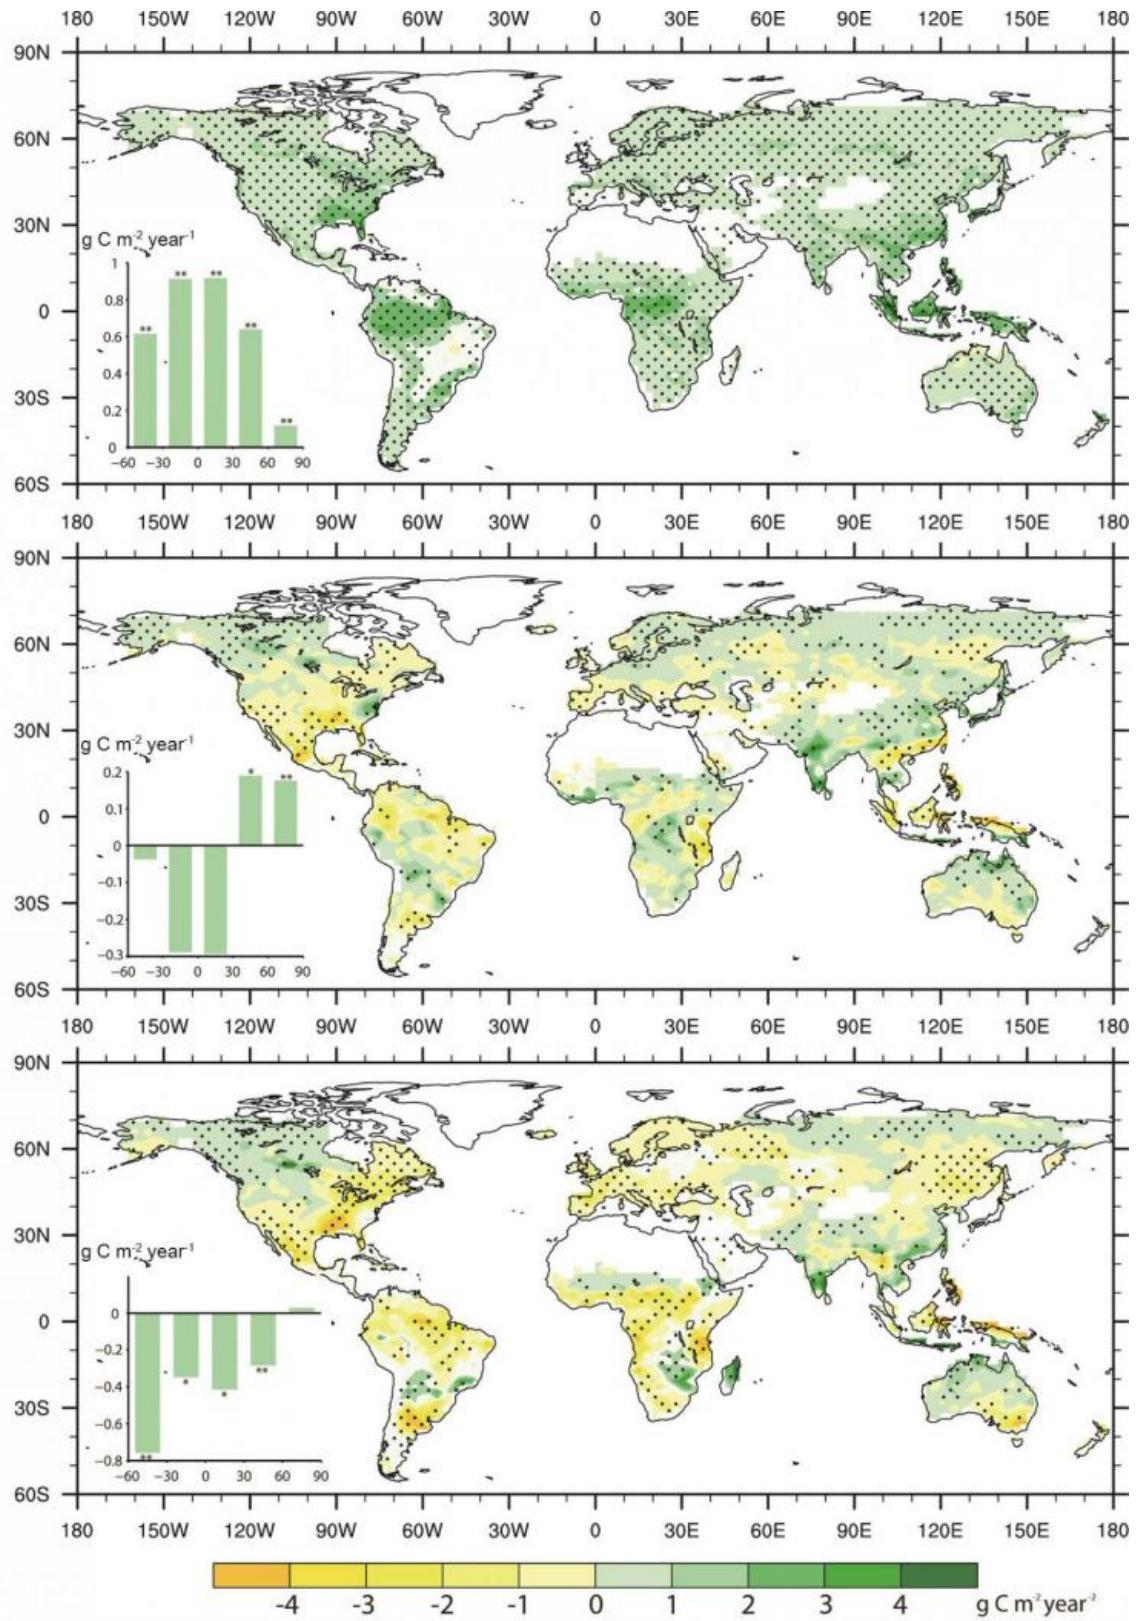 180 150W 120W 90W 60W 30W 0 30E 60E 90E 120E 150E 180
90N
60N
30N
0
30S
60S
g C m⁻² year⁻¹
1
0.8
0.6
0.4
0.2
0
** ** ** ** **
−60 −30 0 30 60 90
180 150W 120W 90W 60W 30W 0 30E 60E 90E 120E 150E 180
90N
60N
30N
0
30S
60S
g C m⁻² year⁻¹
0.2
0.1
0
−0.1
−0.2
−0.3
* **
−60 −30 0 30 60 90
180 150W 120W 90W 60W 30W 0 30E 60E 90E 120E 150E 180
90N
60N
30N
0
30S
60S
g C m⁻² year⁻¹
0
−0.2
−0.4
−0.6
−0.8
** * * **
−60 −30 0 30 60 90
180 150W 120W 90W 60W 30W 0 30E 60E 90E 120E 150E 180
-4 -3 -2 -1 0 1 2 3 4 g C m⁻² year⁻²